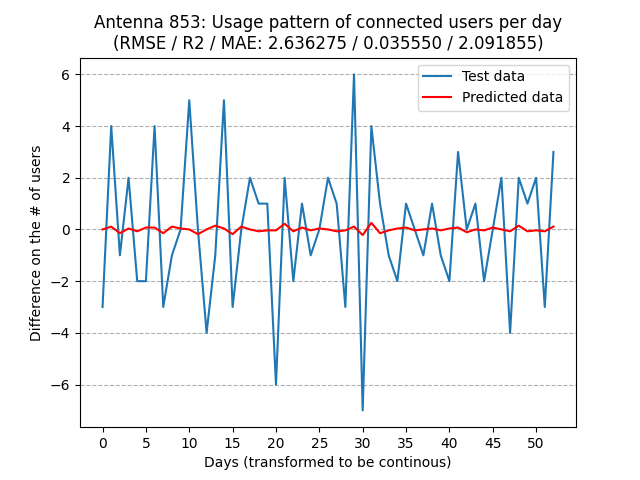 Antenna 853: Usage pattern of connected users per day
(RMSE / R2 / MAE: 2.636275 / 0.035550 / 2.091855)
Test data
Predicted data
6
4
2
0
−2
−4
−6
Difference on the # of users
0 5 10 15 20 25 30 35 40 45 50
Days (transformed to be continous)